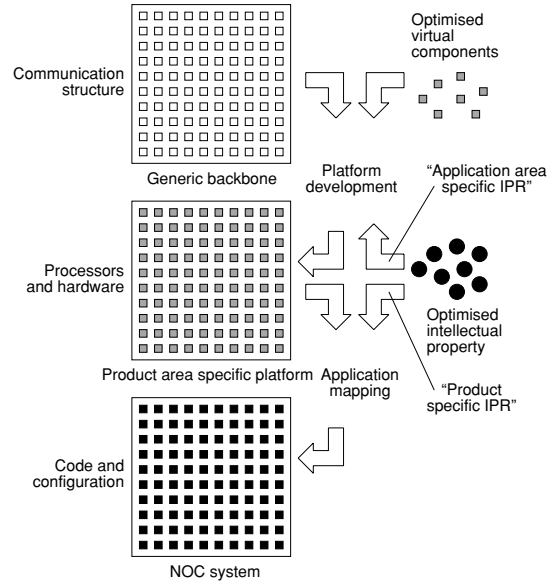 Optimised
virtual
components
Communication
structure
Generic backbone
Platform
development
“Application area
specific IPR”
Processors
and hardware
Optimised
intellectual
property
Product area specific platform
Application
mapping
“Product
specific IPR”
Code and
configuration
NOC system